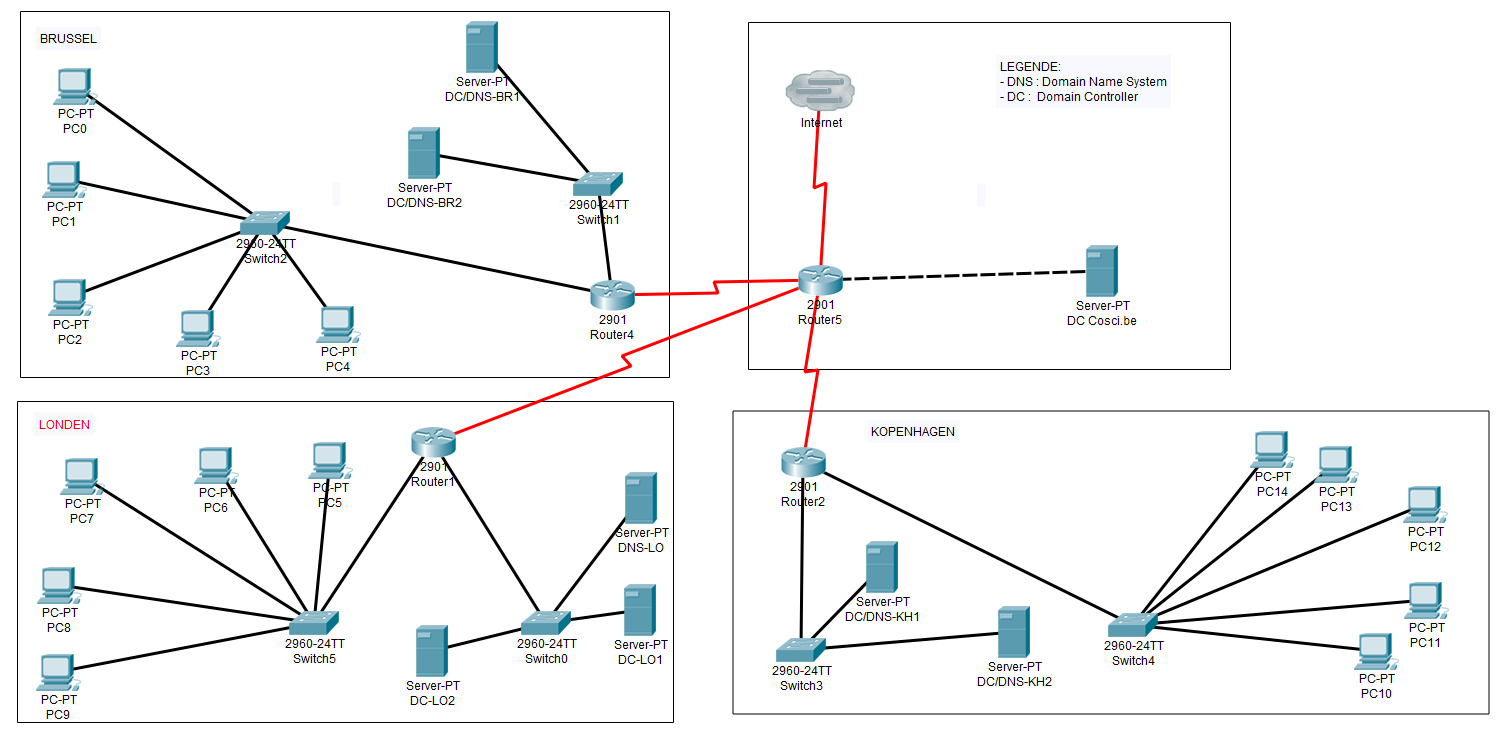 BRUSSEL
Server-PT
DC/DNS-BR1
PC-PT
PC0
Server-PT
DC/DNS-BR2
PC-PT
PC1
2960-24TT
Switch1
2960-24TT
Switch2
PC-PT
PC2
PC-PT
PC3
PC-PT
PC4
2901
Router4
LEGENDE:
- DNS : Domain Name System
- DC : Domain Controller
Internet
2901
Router5
Server-PT
DC Cosci.be
LONDEN
2901
Router1
PC-PT
PC7
PC-PT
PC6
PC-PT
PC5
Server-PT
DNS-LO
PC-PT
PC8
2960-24TT
Switch5
2960-24TT
Switch0
Server-PT
DC-LO1
PC-PT
PC9
Server-PT
DC-LO2
KOPENHAGEN
2901
Router2
PC-PT
PC14
PC-PT
PC13
PC-PT
PC12
Server-PT
DC/DNS-KH1
PC-PT
PC11
2960-24TT
Switch3
Server-PT
DC/DNS-KH2
2960-24TT
Switch4
PC-PT
PC10